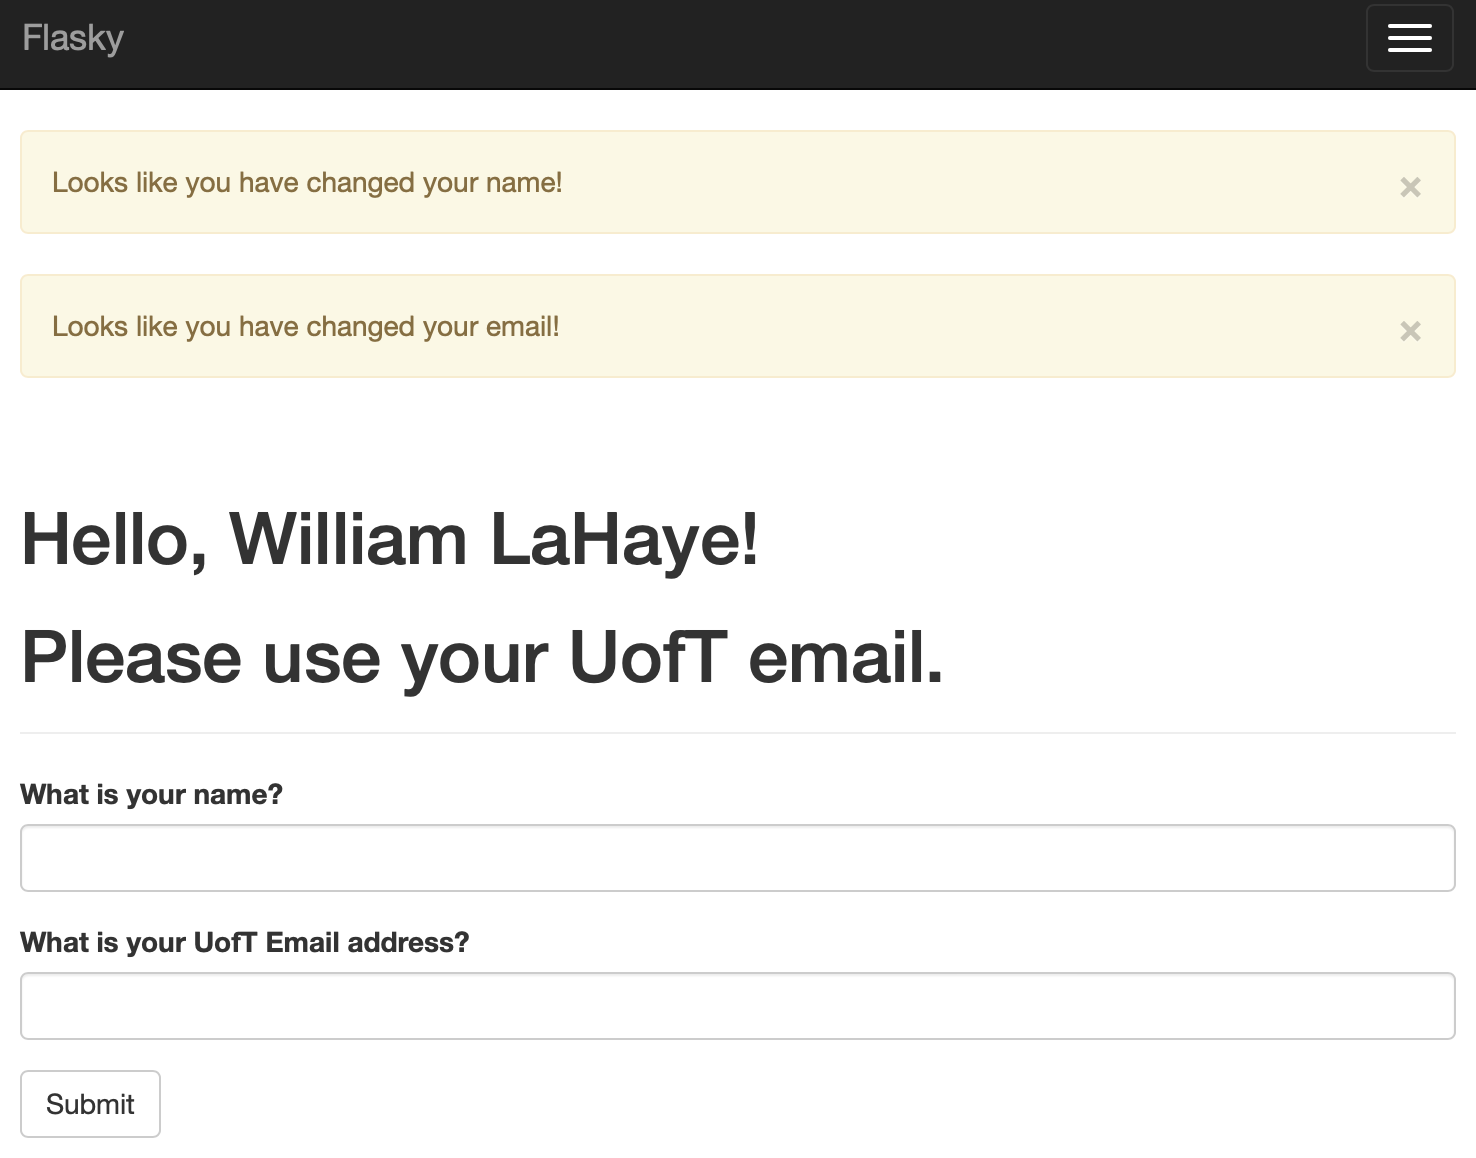 Flasky
Looks like you have changed your name!
×
Looks like you have changed your email!
×
Hello, William LaHaye!
Please use your UofT email.
What is your name?
What is your UofT Email address?
Submit